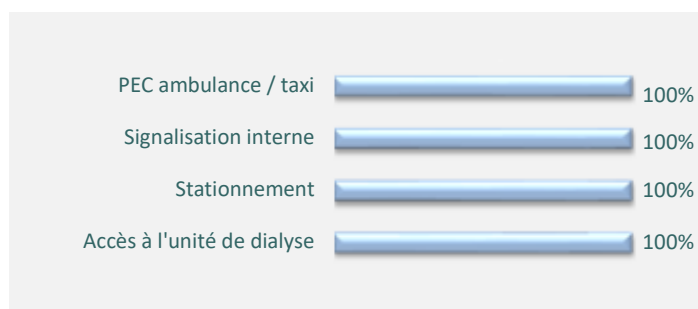 PEC ambulance / taxi 100%
Signalisation interne 100%
Stationnement 100%
Accès à l'unité de dialyse 100%